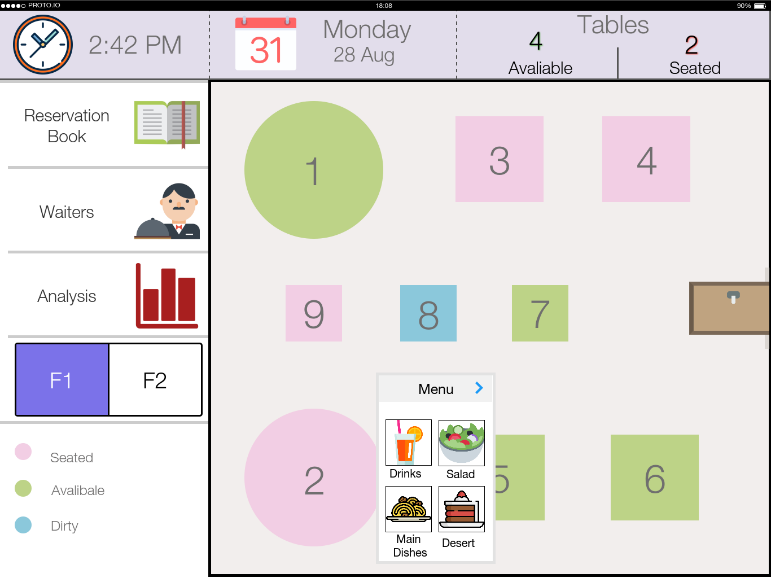 PROTO.IO
18:08
90%
2:42 PM
31
Monday
28 Aug
Tables
4
Avaliable
2
Seated
Reservation
Book
Waiters
Analysis
F1
F2
Seated
Avalibale
Dirty
1
3
4
9
8
7
2
5
6
Menu
Drinks
Salad
Main
Dishes
Desert